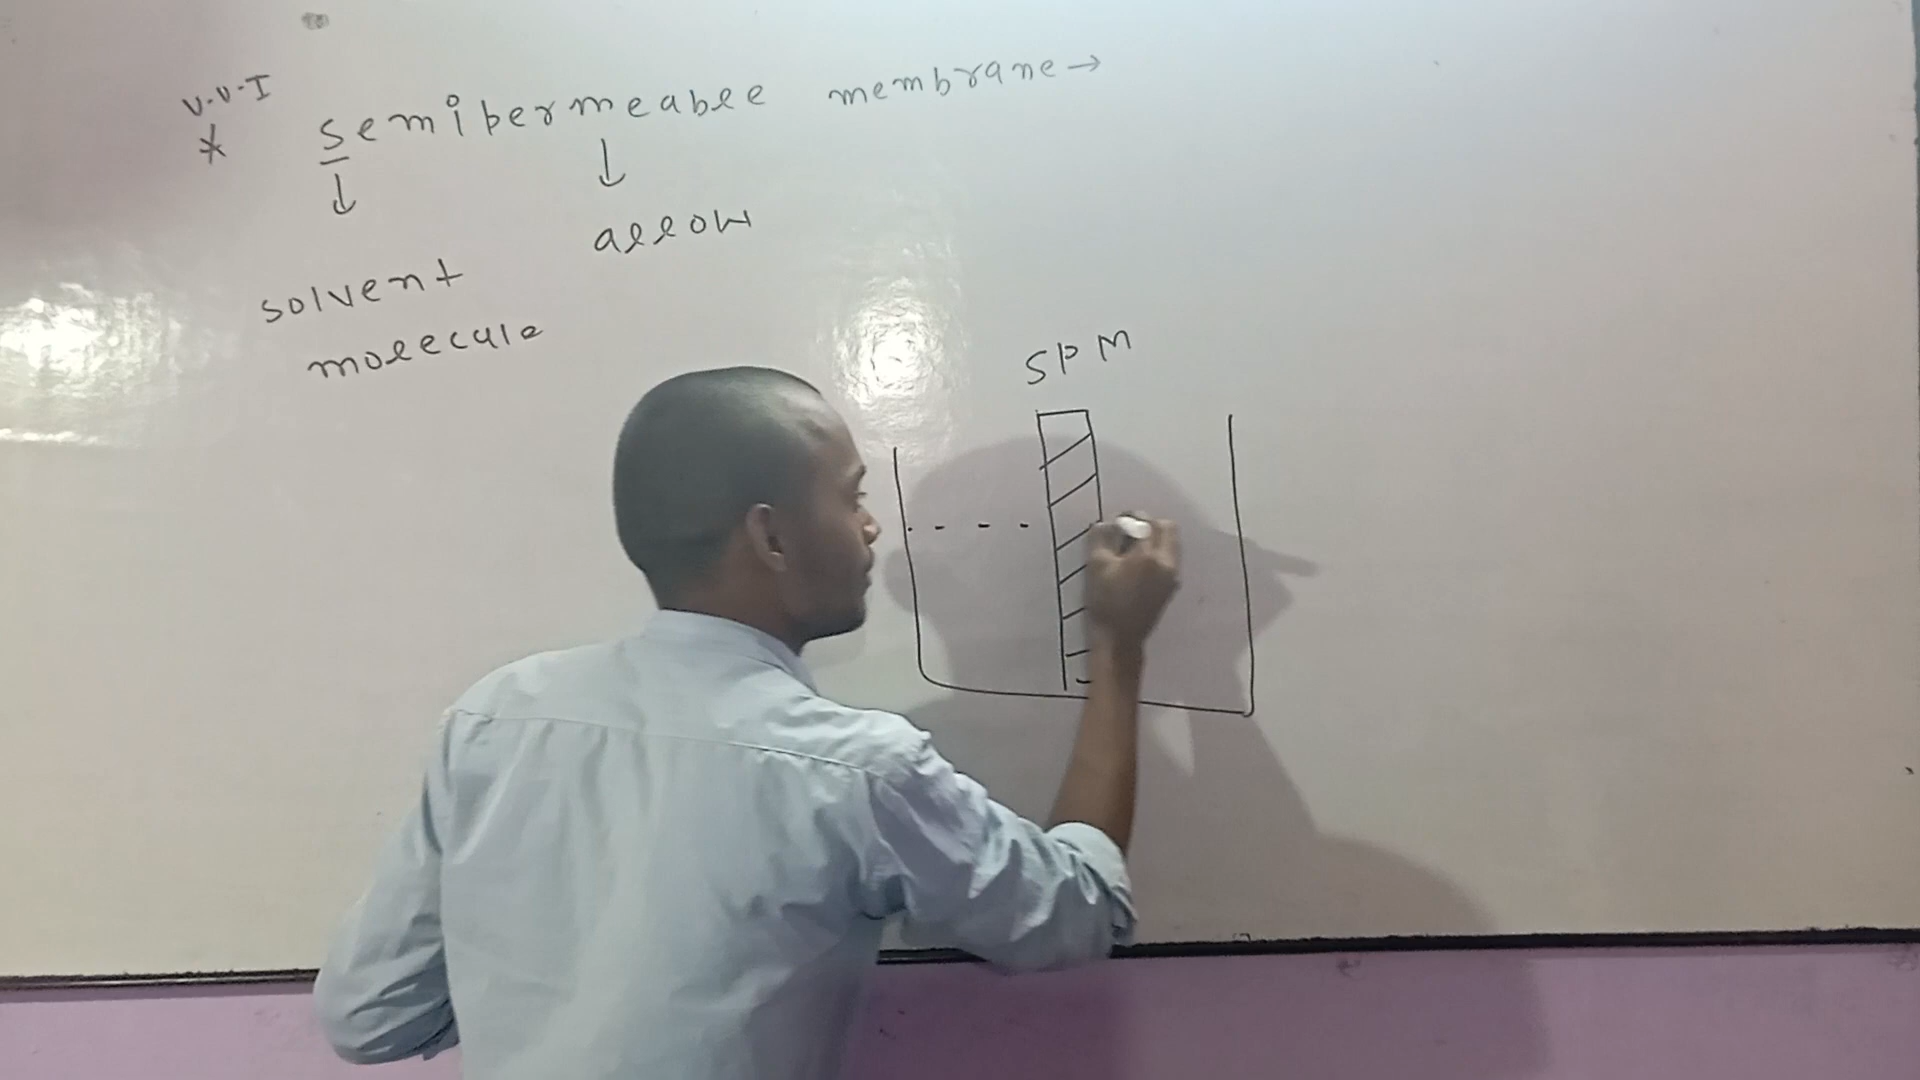 V.V.I
* Semipermeable membrane →
↓ ↓
allow
solvent
molecule
SPM